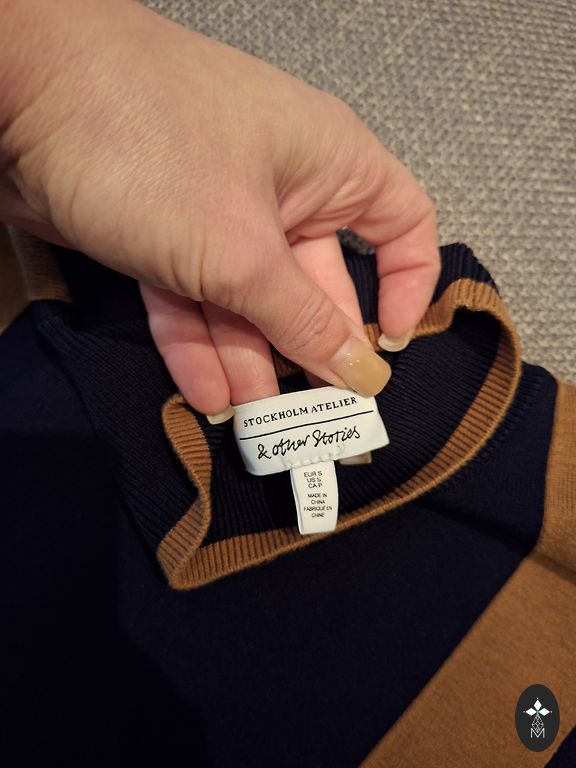 STOCKHOLM ATELIER
& other Stories
EUR S
US S
CA P
MADE IN
CHINA
FABRIQUÉ EN
CHINE
M